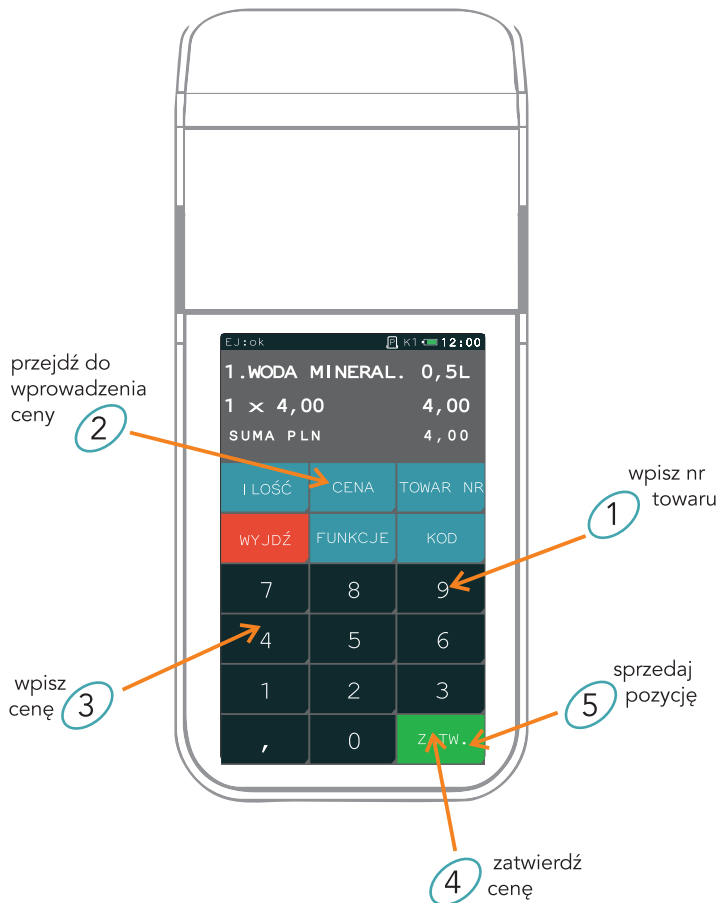 EJ:ok P K1 12:00
1.WODA MINERAL. 0,5L
1 x 4,00 4,00
SUMA PLN 4,00
ILOŚĆ CENA TOWAR NR
WYJDŹ FUNKCJE KOD
7 8 9
4 5 6
1 2 3
, 0 ZATW.
wpisz nr
towaru
1
przejdź do
wprowadzenia
ceny
2
wpisz
cenę
3
zatwierdź
cenę
4
sprzedaj
pozycję
5